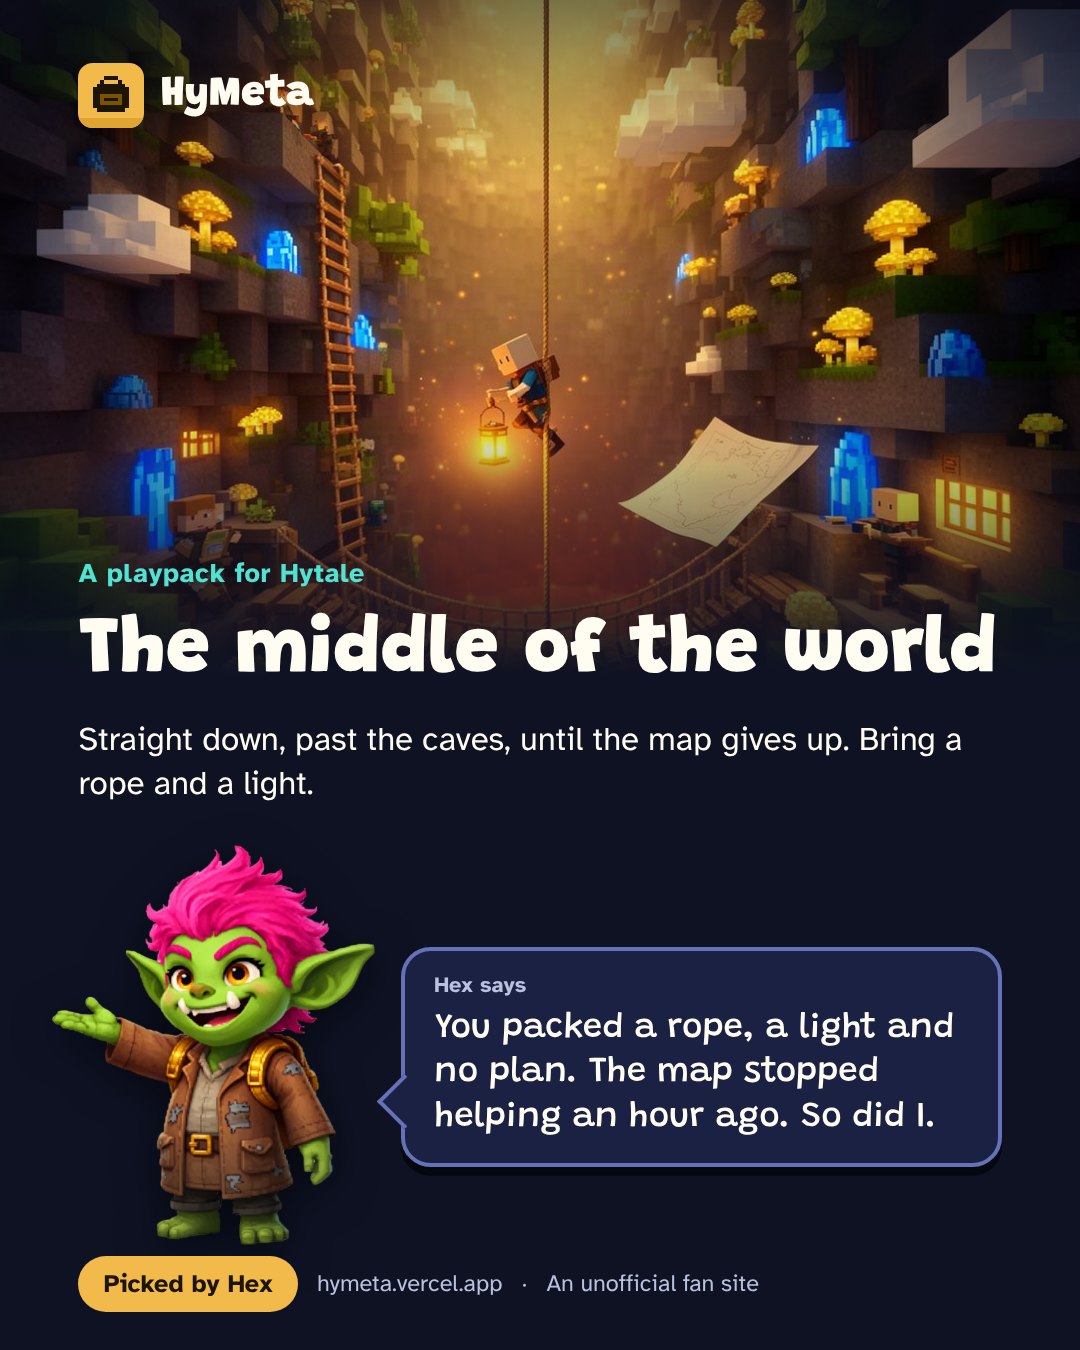 HyMeta
A playpack for Hytale
The middle of the world
Straight down, past the caves, until the map gives up. Bring a
rope and a light.
Hex says
You packed a rope, a light and
no plan. The map stopped
helping an hour ago. So did I.
Picked by Hex
hymeta.vercel.app · An unofficial fan site